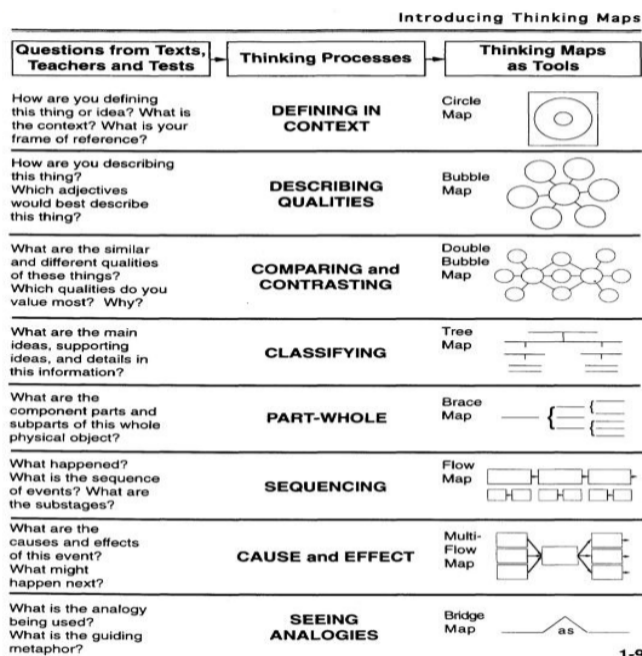 Introducing Thinking Maps
Questions from Texts,
Teachers and Tests
Thinking Processes
Thinking Maps
as Tools
How are you defining
this thing or idea? What is
the context? What is your
frame of reference?
DEFINING IN
CONTEXT
Circle
Map
How are you describing
this thing?
Which adjectives
would best describe
this thing?
DESCRIBING
QUALITIES
Bubble
Map
What are the similar
and different qualities
of these things?
Which qualities do you
value most? Why?
COMPARING and
CONTRASTING
Double
Bubble
Map
What are the main
ideas, supporting
ideas, and details in
this information?
CLASSIFYING
Tree
Map
What are the
component parts and
subparts of this whole
physical object?
PART-WHOLE
Brace
Map
What happened?
What is the sequence
of events? What are
the substages?
SEQUENCING
Flow
Map
What are the
causes and effects
of this event?
What might
happen next?
CAUSE and EFFECT
Multi-
Flow
Map
What is the analogy
being used?
What is the guiding
metaphor?
SEEING
ANALOGIES
Bridge
Map
as
1-9